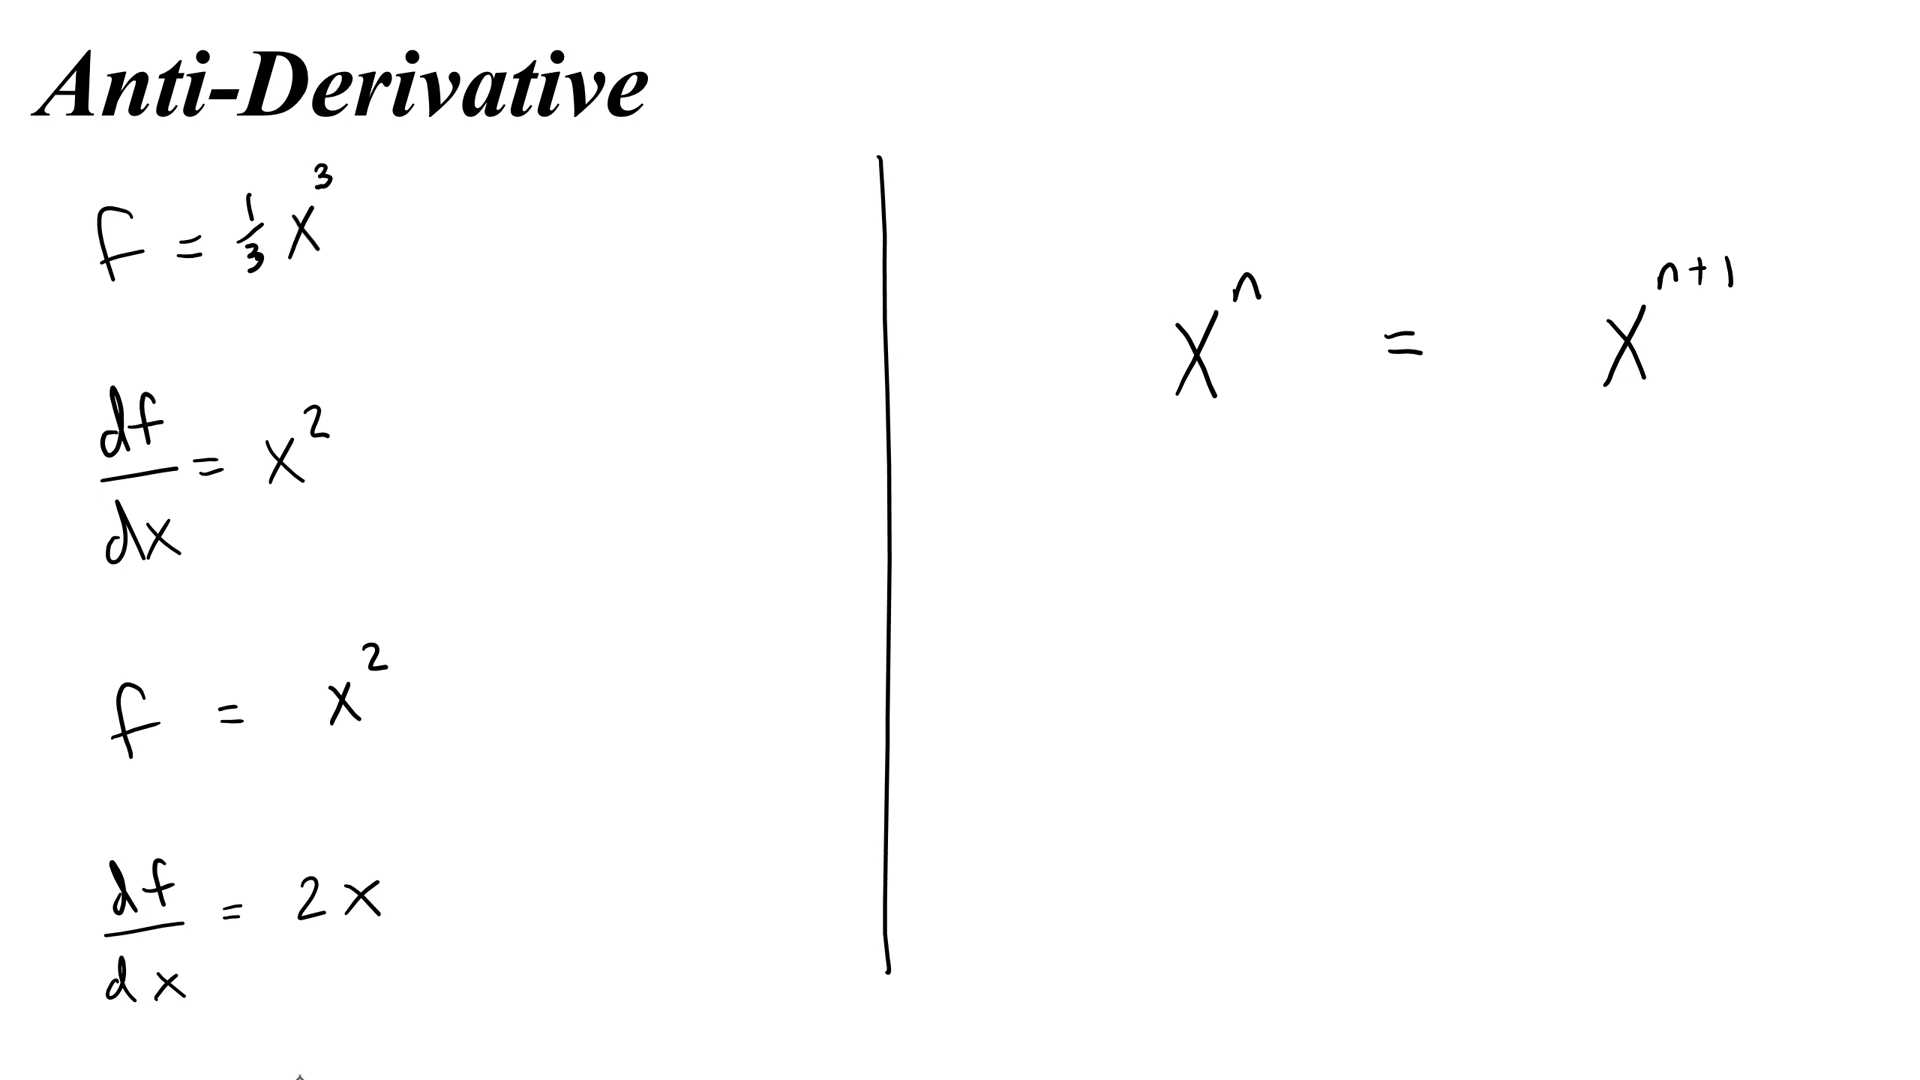 Anti-Derivative
f = 1/3 x^3
df/dx = x^2
f = x^2
df/dx = 2x
x^n = x^{n+1}